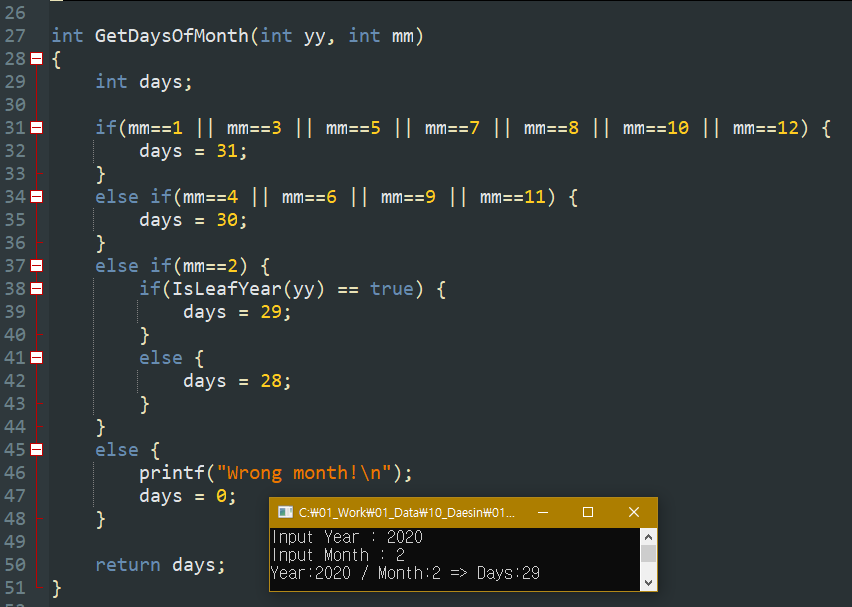 26
27 int GetDaysOfMonth(int yy, int mm)
28 {
29 int days;
30
31 if(mm==1 || mm==3 || mm==5 || mm==7 || mm==8 || mm==10 || mm==12) {
32 days = 31;
33 }
34 else if(mm==4 || mm==6 || mm==9 || mm==11) {
35 days = 30;
36 }
37 else if(mm==2) {
38 if(IsLeafYear(yy) == true) {
39 days = 29;
40 }
41 else {
42 days = 28;
43 }
44 }
45 else {
46 printf("Wrong month!\n");
47 days = 0;
48 }
49
50 return days;
51 }
C:₩01_Work₩01_Data₩10_Daesin₩01...
Input Year : 2020
Input Month : 2
Year:2020 / Month:2 => Days:29